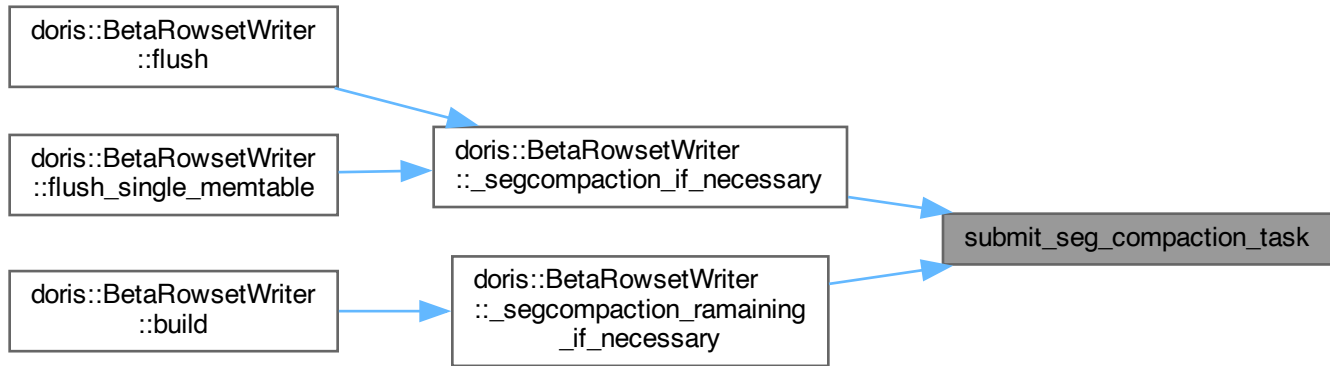 doris::BetaRowsetWriter
::flush
doris::BetaRowsetWriter
::flush_single_memtable
doris::BetaRowsetWriter
::build
doris::BetaRowsetWriter
::_segcompaction_if_necessary
doris::BetaRowsetWriter
::_segcompaction_ramaining
_if_necessary
submit_seg_compaction_task